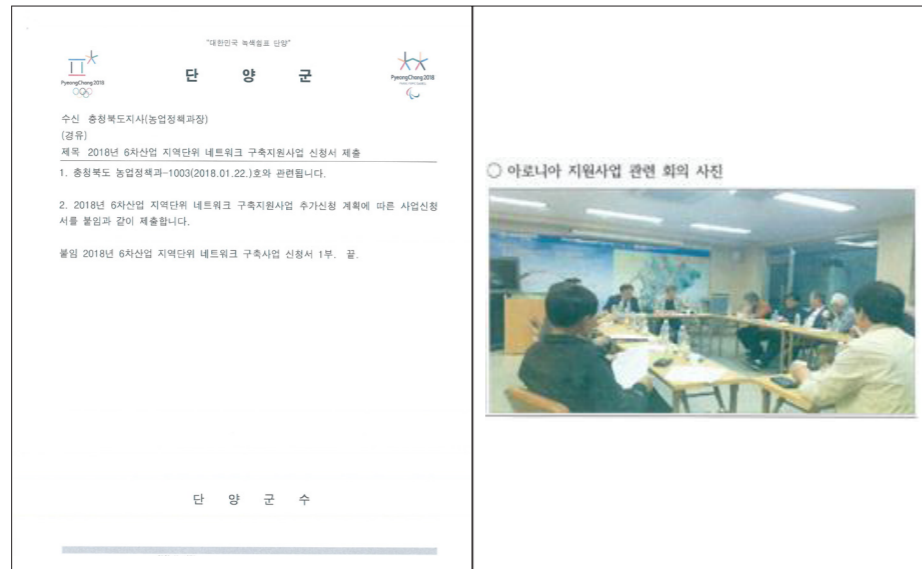 "대한민국 녹색쉼표 단양"
PyeongChang 2018
단 양 군
PyeongChang 2018
수신 충청북도지사(농업정책과장)
(경유)
제목 2018년 6차산업 지역단위 네트워크 구축지원사업 신청서 제출
1. 충청북도 농업정책과-1003(2018.01.22.)호와 관련됩니다.
2. 2018년 6차산업 지역단위 네트워크 구축지원사업 추가신청 계획에 따른 사업신청
서를 붙임과 같이 제출합니다.
붙임 2018년 6차산업 지역단위 네트워크 구축사업 신청서 1부. 끝.
단 양 군 수
○ 아로니아 지원사업 관련 회의 사진